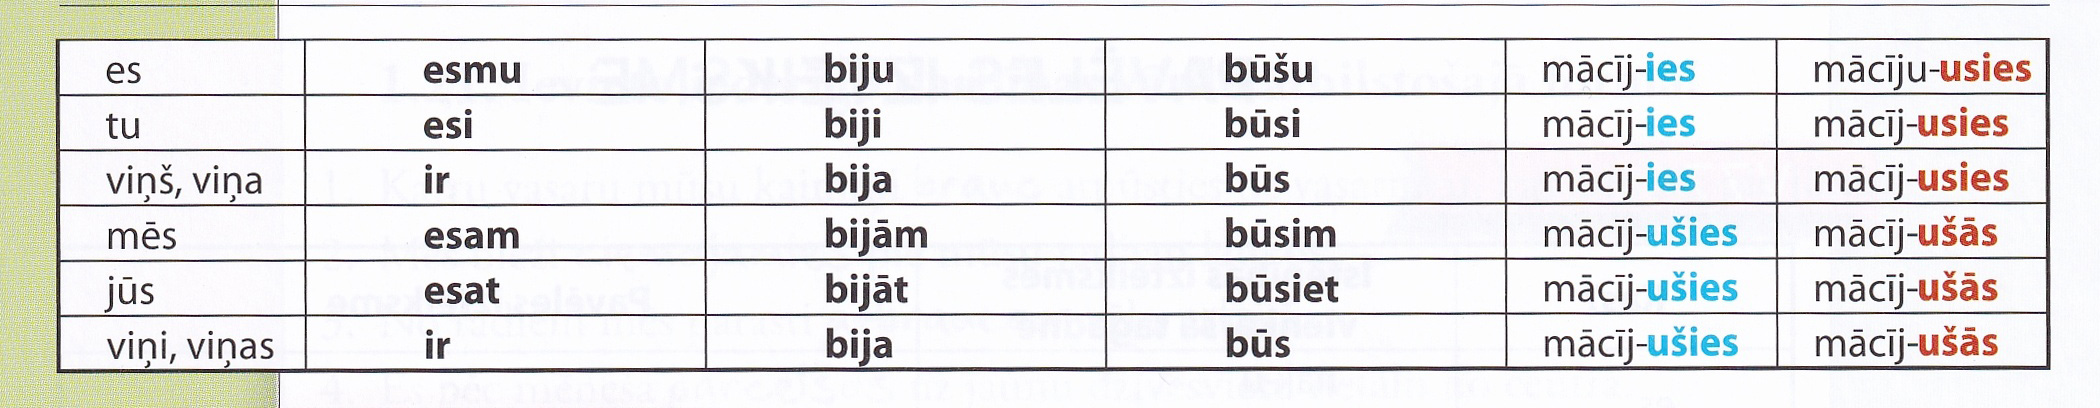 es esmu biju būšu mācīj-ies mācīju-usies
tu esi biji būsi mācīj-ies mācīj-usies
viņš, viņa ir bija būs mācīj-ies mācīj-usies
mēs esam bijām būsim mācīj-ušies mācīj-ušās
jūs esat bijāt būsiet mācīj-ušies mācīj-ušās
viņi, viņas ir bija būs mācīj-ušies mācīj-ušās